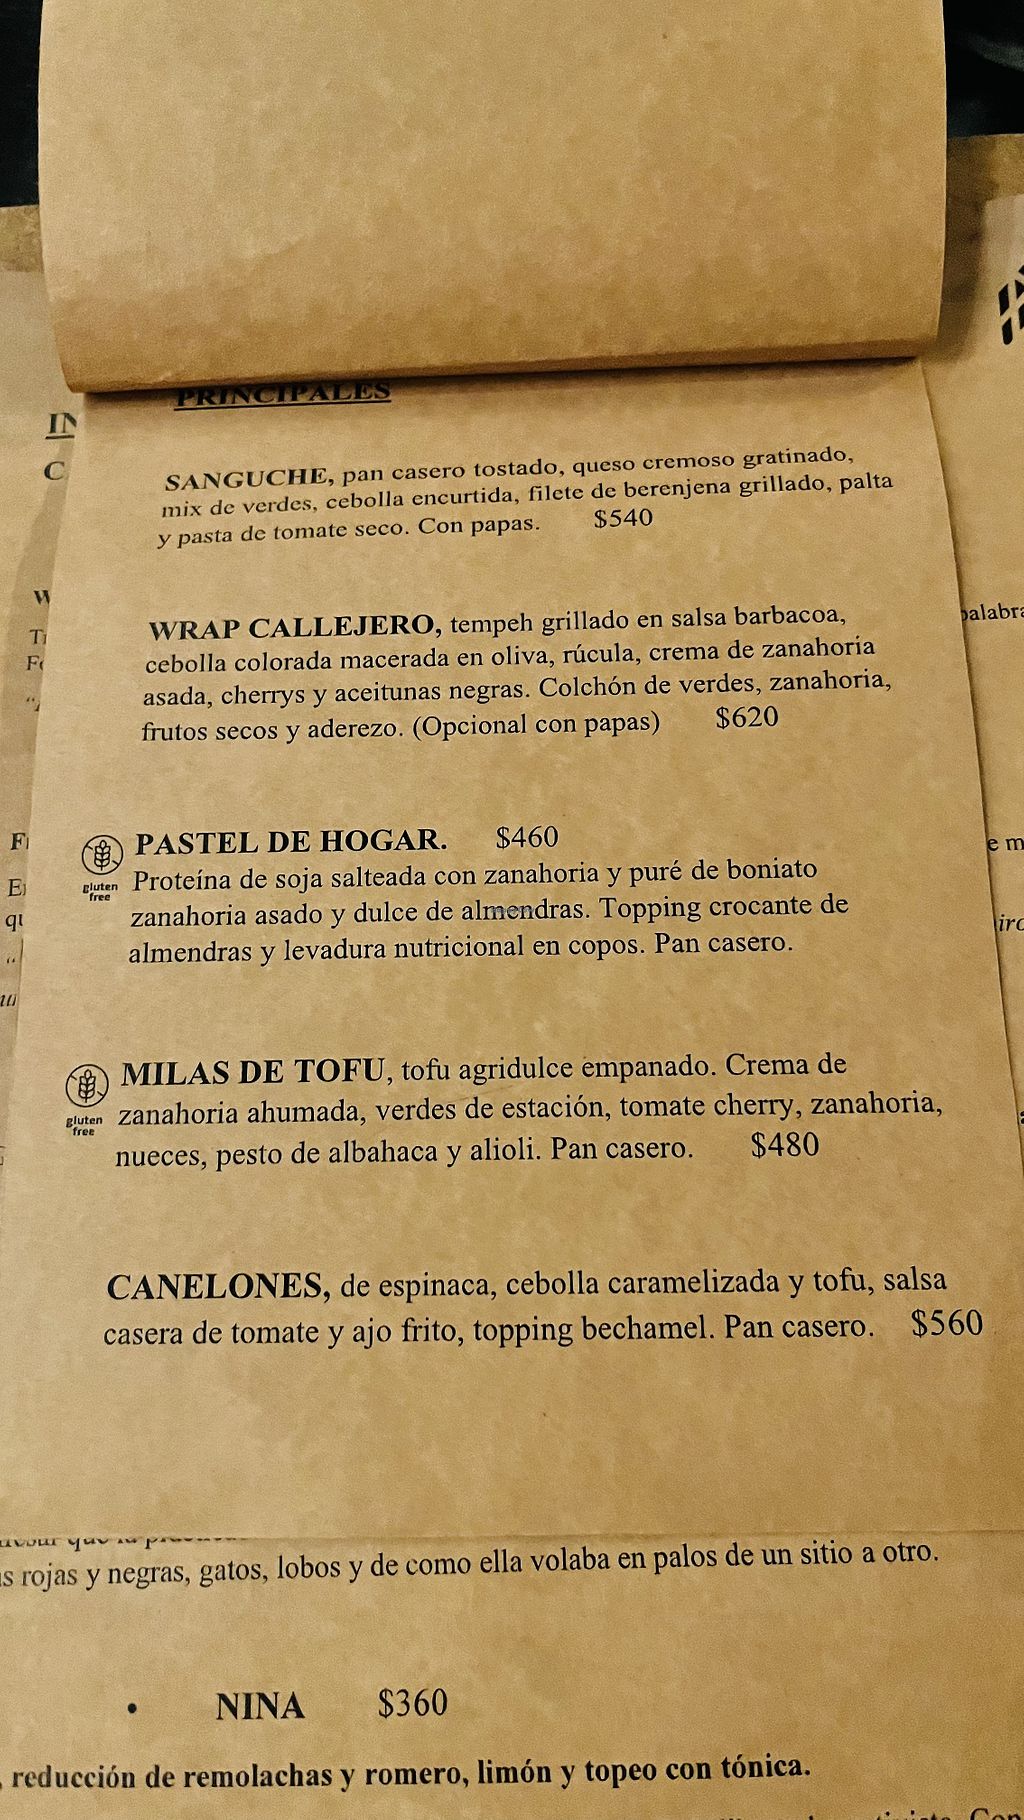 PRINCIPALES
SANGUCHE, pan casero tostado, queso cremoso gratinado,
mix de verdes, cebolla encurtida, filete de berenjena grillado, palta
y pasta de tomate seco. Con papas. $540
WRAP CALLEJERO, tempeh grillado en salsa barbacoa,
cebolla colorada macerada en oliva, rúcula, crema de zanahoria
asada, cherrys y aceitunas negras. Colchón de verdes, zanahoria,
frutos secos y aderezo. (Opcional con papas) $620
gluten
free
PASTEL DE HOGAR. $460
Proteína de soja salteada con zanahoria y puré de boniato
zanahoria asado y dulce de almendras. Topping crocante de
almendras y levadura nutricional en copos. Pan casero.
gluten
free
MILAS DE TOFU, tofu agridulce empanado. Crema de
zanahoria ahumada, verdes de estación, tomate cherry, zanahoria,
nueces, pesto de albahaca y alioli. Pan casero. $480
CANELONES, de espinaca, cebolla caramelizada y tofu, salsa
casera de tomate y ajo frito, topping bechamel. Pan casero. $560
rojas y negras, gatos, lobos y de como ella volaba en palos de un sitio a otro.
• NINA $360
, reducción de remolachas y romero, limón y topeo con tónica.